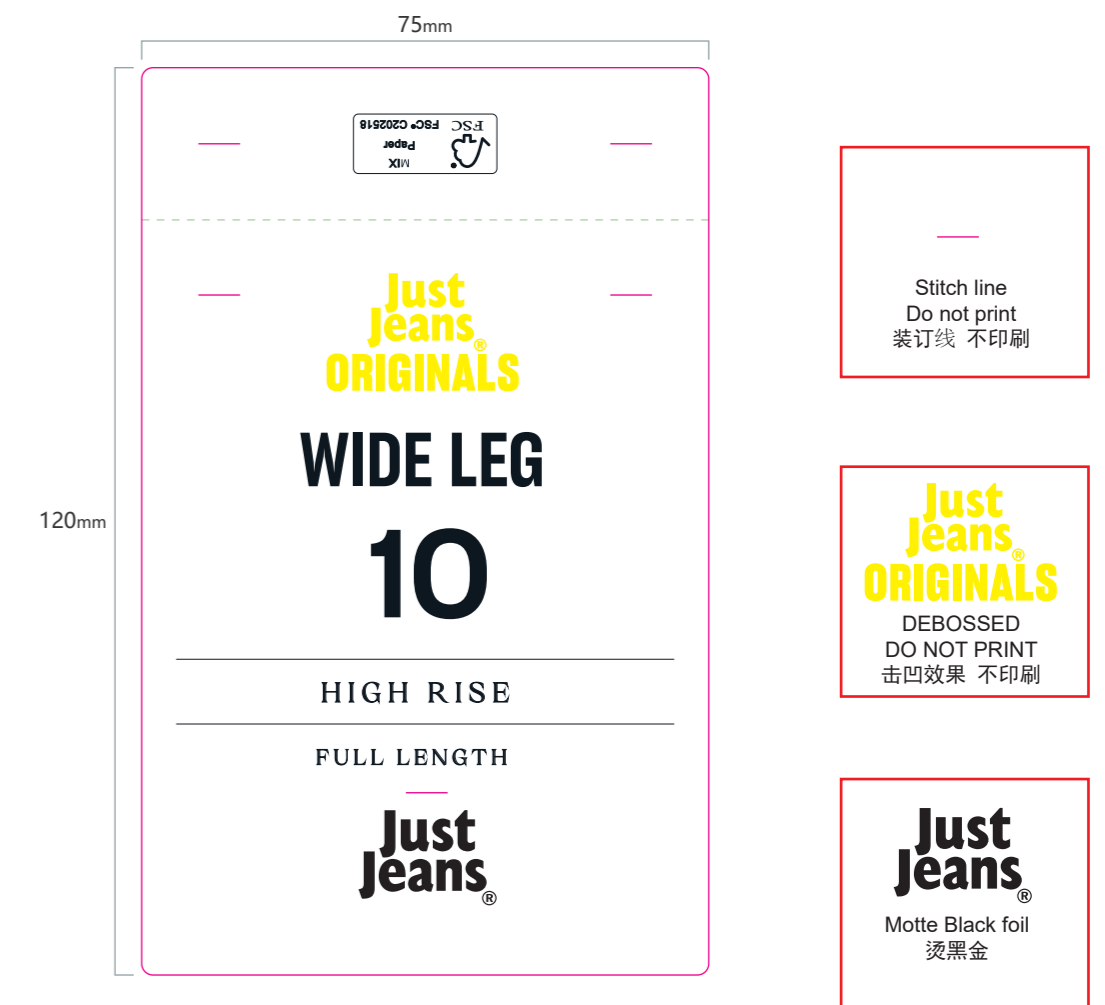 75mm
120mm
FSC® C202518
FSC
Paper
MIX
Just
Jeans®
ORIGINALS
WIDE LEG
10
HIGH RISE
FULL LENGTH
Just
Jeans®
Stitch line
Do not print
装订线 不印刷
Just
Jeans®
ORIGINALS
DEBOSSED
DO NOT PRINT
击凹效果 不印刷
Just
Jeans®
Motte Black foil
烫黑金